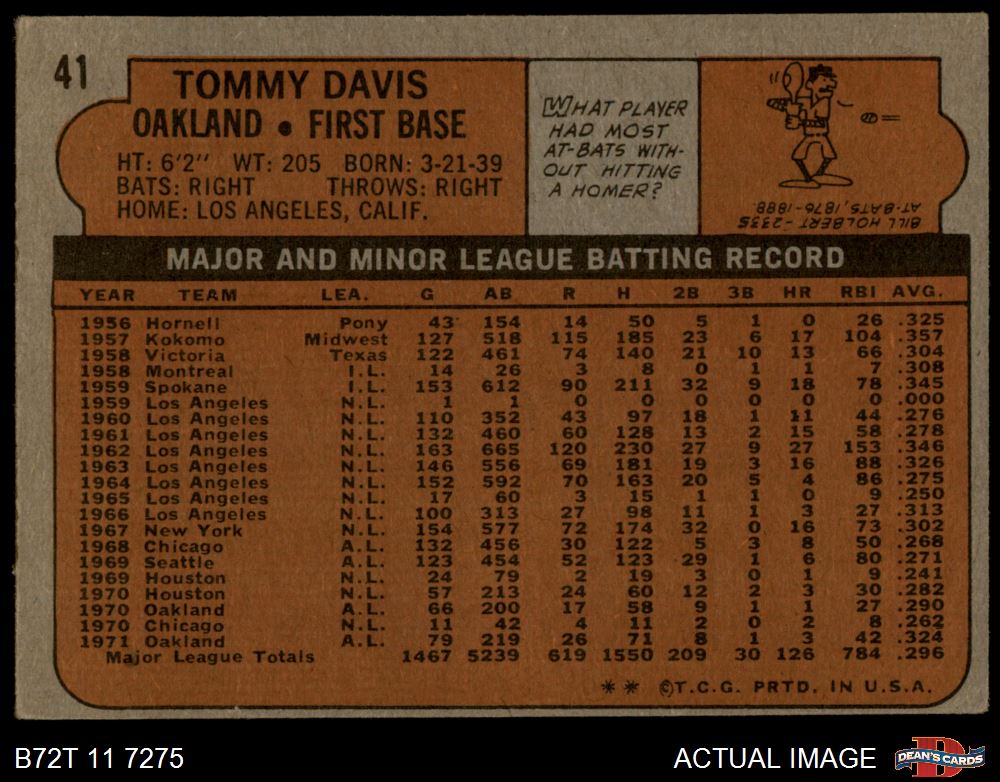 41
TOMMY DAVIS
OAKLAND • FIRST BASE
HT: 6'2" WT: 205 BORN: 3-21-39
BATS: RIGHT THROWS: RIGHT
HOME: LOS ANGELES, CALIF.
WHAT PLAYER
HAD MOST
AT-BATS WITH-
OUT HITTING
A HOMER?
BILL HOLBERT - 2335
AT-BATS, 1876-1888.
MAJOR AND MINOR LEAGUE BATTING RECORD
YEAR TEAM LEA. G AB R H 2B 3B HR RBI AVG.
1956 Hornell Pony 43 154 14 50 5 1 0 26 .325
1957 Kokomo Midwest 127 518 115 185 23 6 17 104 .357
1958 Victoria Texas 122 461 74 140 21 10 13 66 .304
1958 Montreal I.L. 14 26 3 8 0 1 1 7 .308
1959 Spokane I.L. 153 612 90 211 32 9 18 78 .345
1959 Los Angeles N.L. 1 1 0 0 0 0 0 0 .000
1960 Los Angeles N.L. 110 352 43 97 18 1 11 44 .276
1961 Los Angeles N.L. 132 460 60 128 13 2 15 58 .278
1962 Los Angeles N.L. 163 665 120 230 27 9 27 153 .346
1963 Los Angeles N.L. 146 556 69 181 19 3 16 88 .326
1964 Los Angeles N.L. 152 592 70 163 20 5 4 86 .275
1965 Los Angeles N.L. 17 60 3 15 1 1 0 9 .250
1966 Los Angeles N.L. 100 313 27 98 11 1 3 27 .313
1967 New York N.L. 154 577 72 174 32 0 16 73 .302
1968 Chicago A.L. 132 456 30 122 5 3 8 50 .268
1969 Seattle A.L. 123 454 52 123 29 1 6 80 .271
1969 Houston N.L. 24 79 2 19 3 0 1 9 .241
1970 Houston N.L. 57 213 24 60 12 2 3 30 .282
1970 Oakland A.L. 66 200 17 58 9 1 1 27 .290
1970 Chicago N.L. 11 42 4 11 2 0 2 8 .262
1971 Oakland A.L. 79 219 26 71 8 1 3 42 .324
Major League Totals 1467 5239 619 1550 209 30 126 784 .296
** ©T.C.G. PRTD. IN U.S.A.
B72T 11 7275
ACTUAL IMAGE
D
DEAN'S CARDS